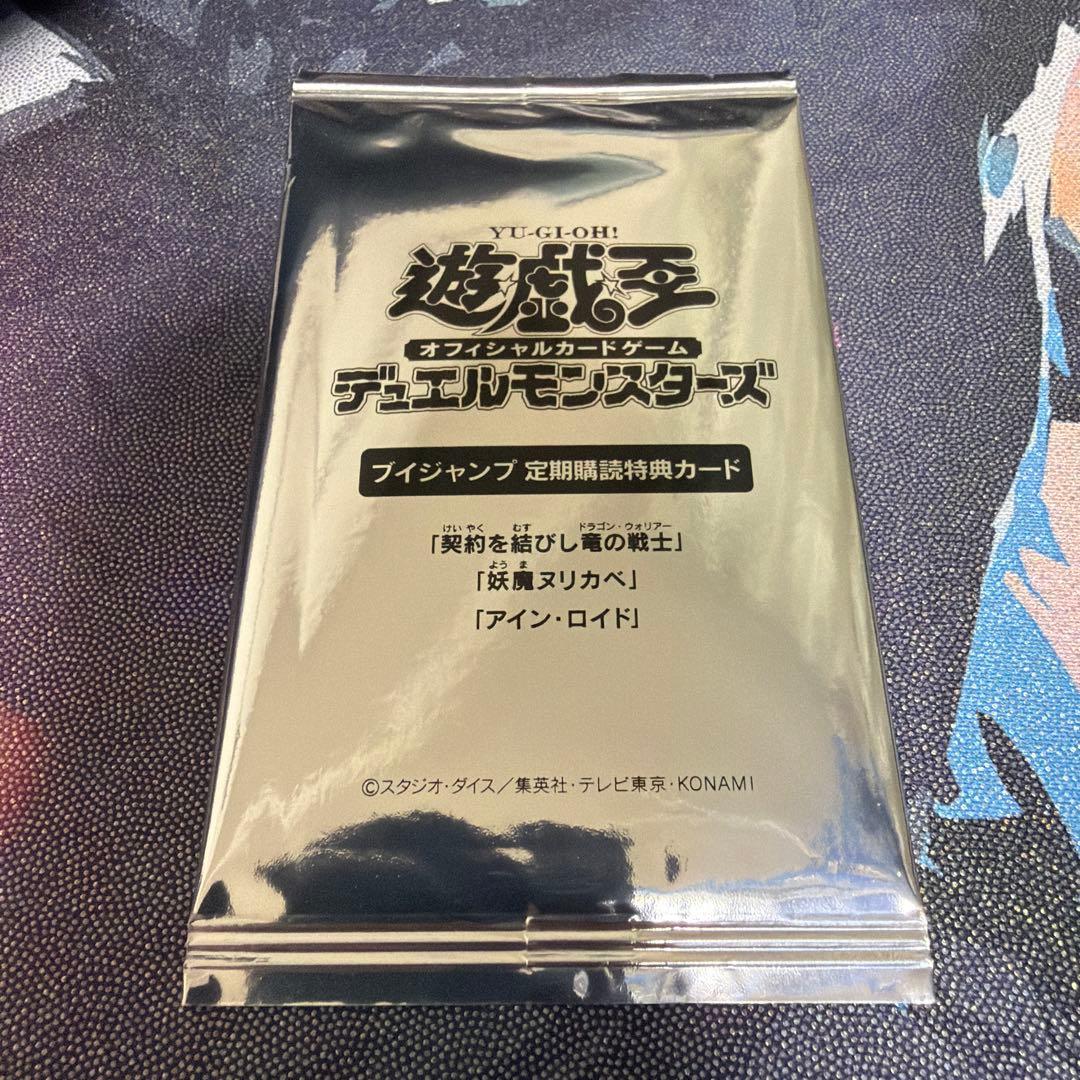 YU-GI-OH!
遊戯王
オフィシャルカードゲーム
デュエルモンスターズ
ブイジャンプ 定期購読特典カード
けいやく むす ドラゴン・ウォリアー
「契約を結びし竜の戦士」
ようま
「妖魔ヌリカベ」
「アイン・ロイド」
©スタジオ・ダイス／集英社・テレビ東京・KONAMI